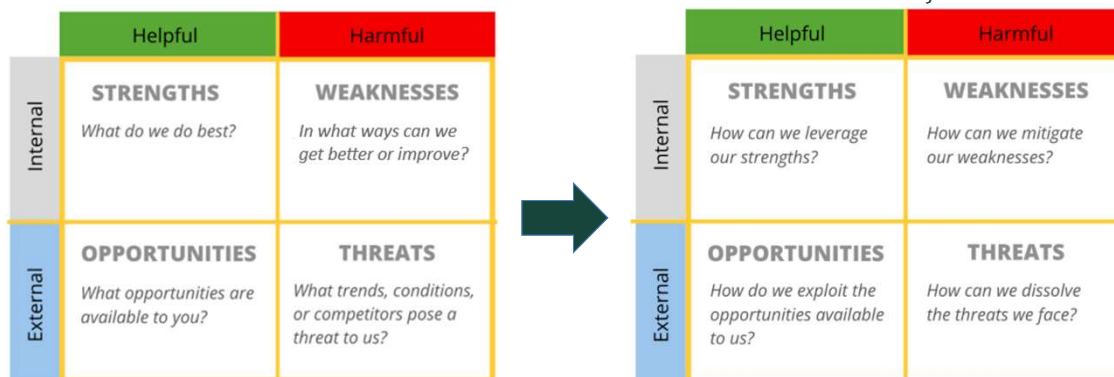 Helpful
Harmful
Internal
STRENGTHS
What do we do best?
WEAKNESSES
In what ways can we
get better or improve?
External
OPPORTUNITIES
What opportunities are
available to you?
THREATS
What trends, conditions,
or competitors pose a
threat to us?
Helpful
Harmful
Internal
STRENGTHS
How can we leverage
our strengths?
WEAKNESSES
How can we mitigate
our weaknesses?
External
OPPORTUNITIES
How do we exploit the
opportunities available
to us?
THREATS
How can we dissolve
the threats we face?